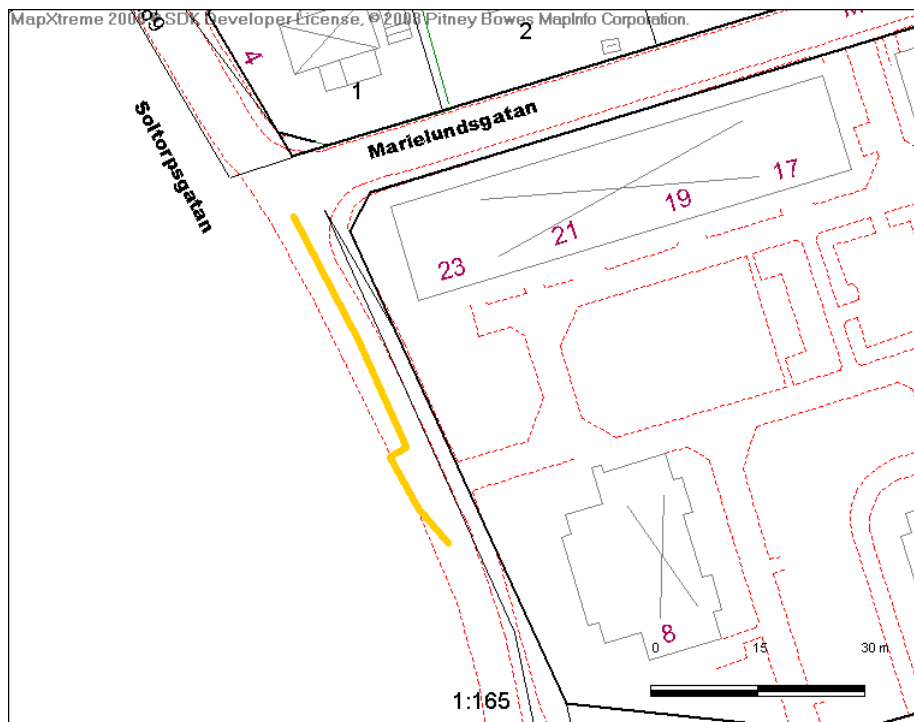 MapXtreme 2008 ® SDK Developer License, © 2008 Pitney Bowes MapInfo Corporation.
69
4
2
1
Marielundsgatan
Soltorpsgatan
17
19
21
23
8
0 15 30 m
1:165